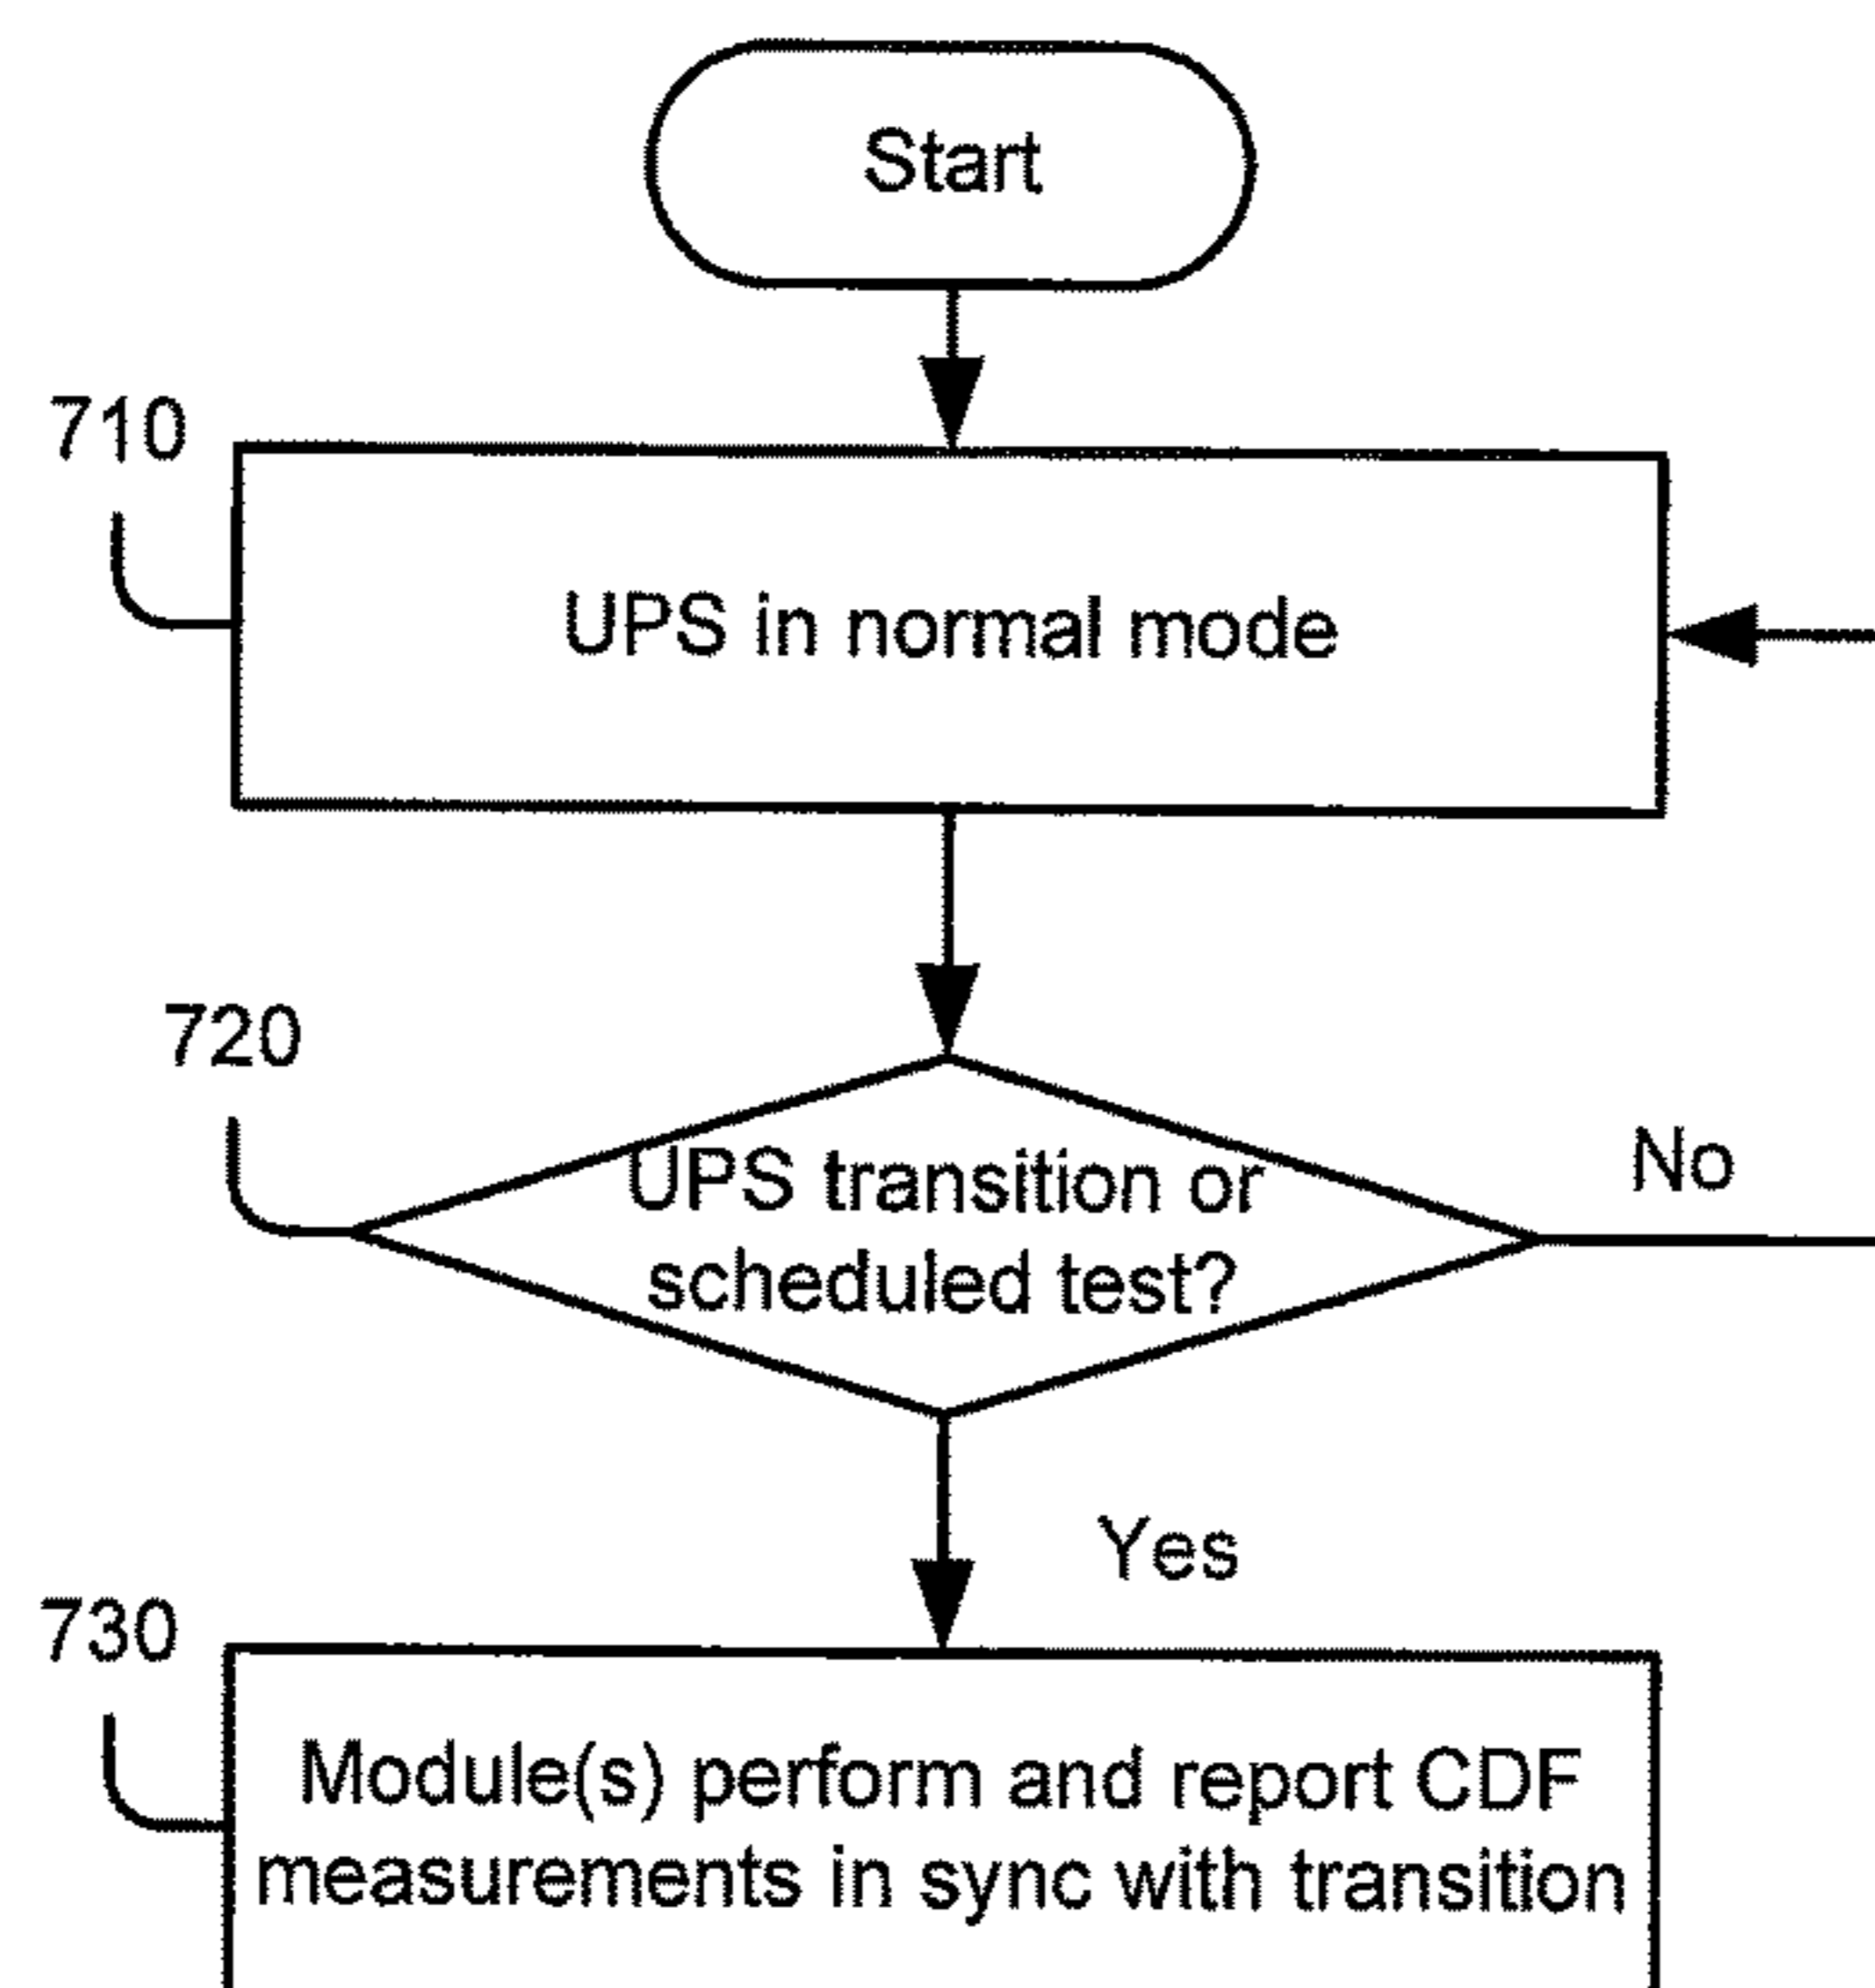 Start
710
UPS in normal mode
720
UPS transition or
scheduled test?
No
Yes
730
Module(s) perform and report CDF
measurements in sync with transition